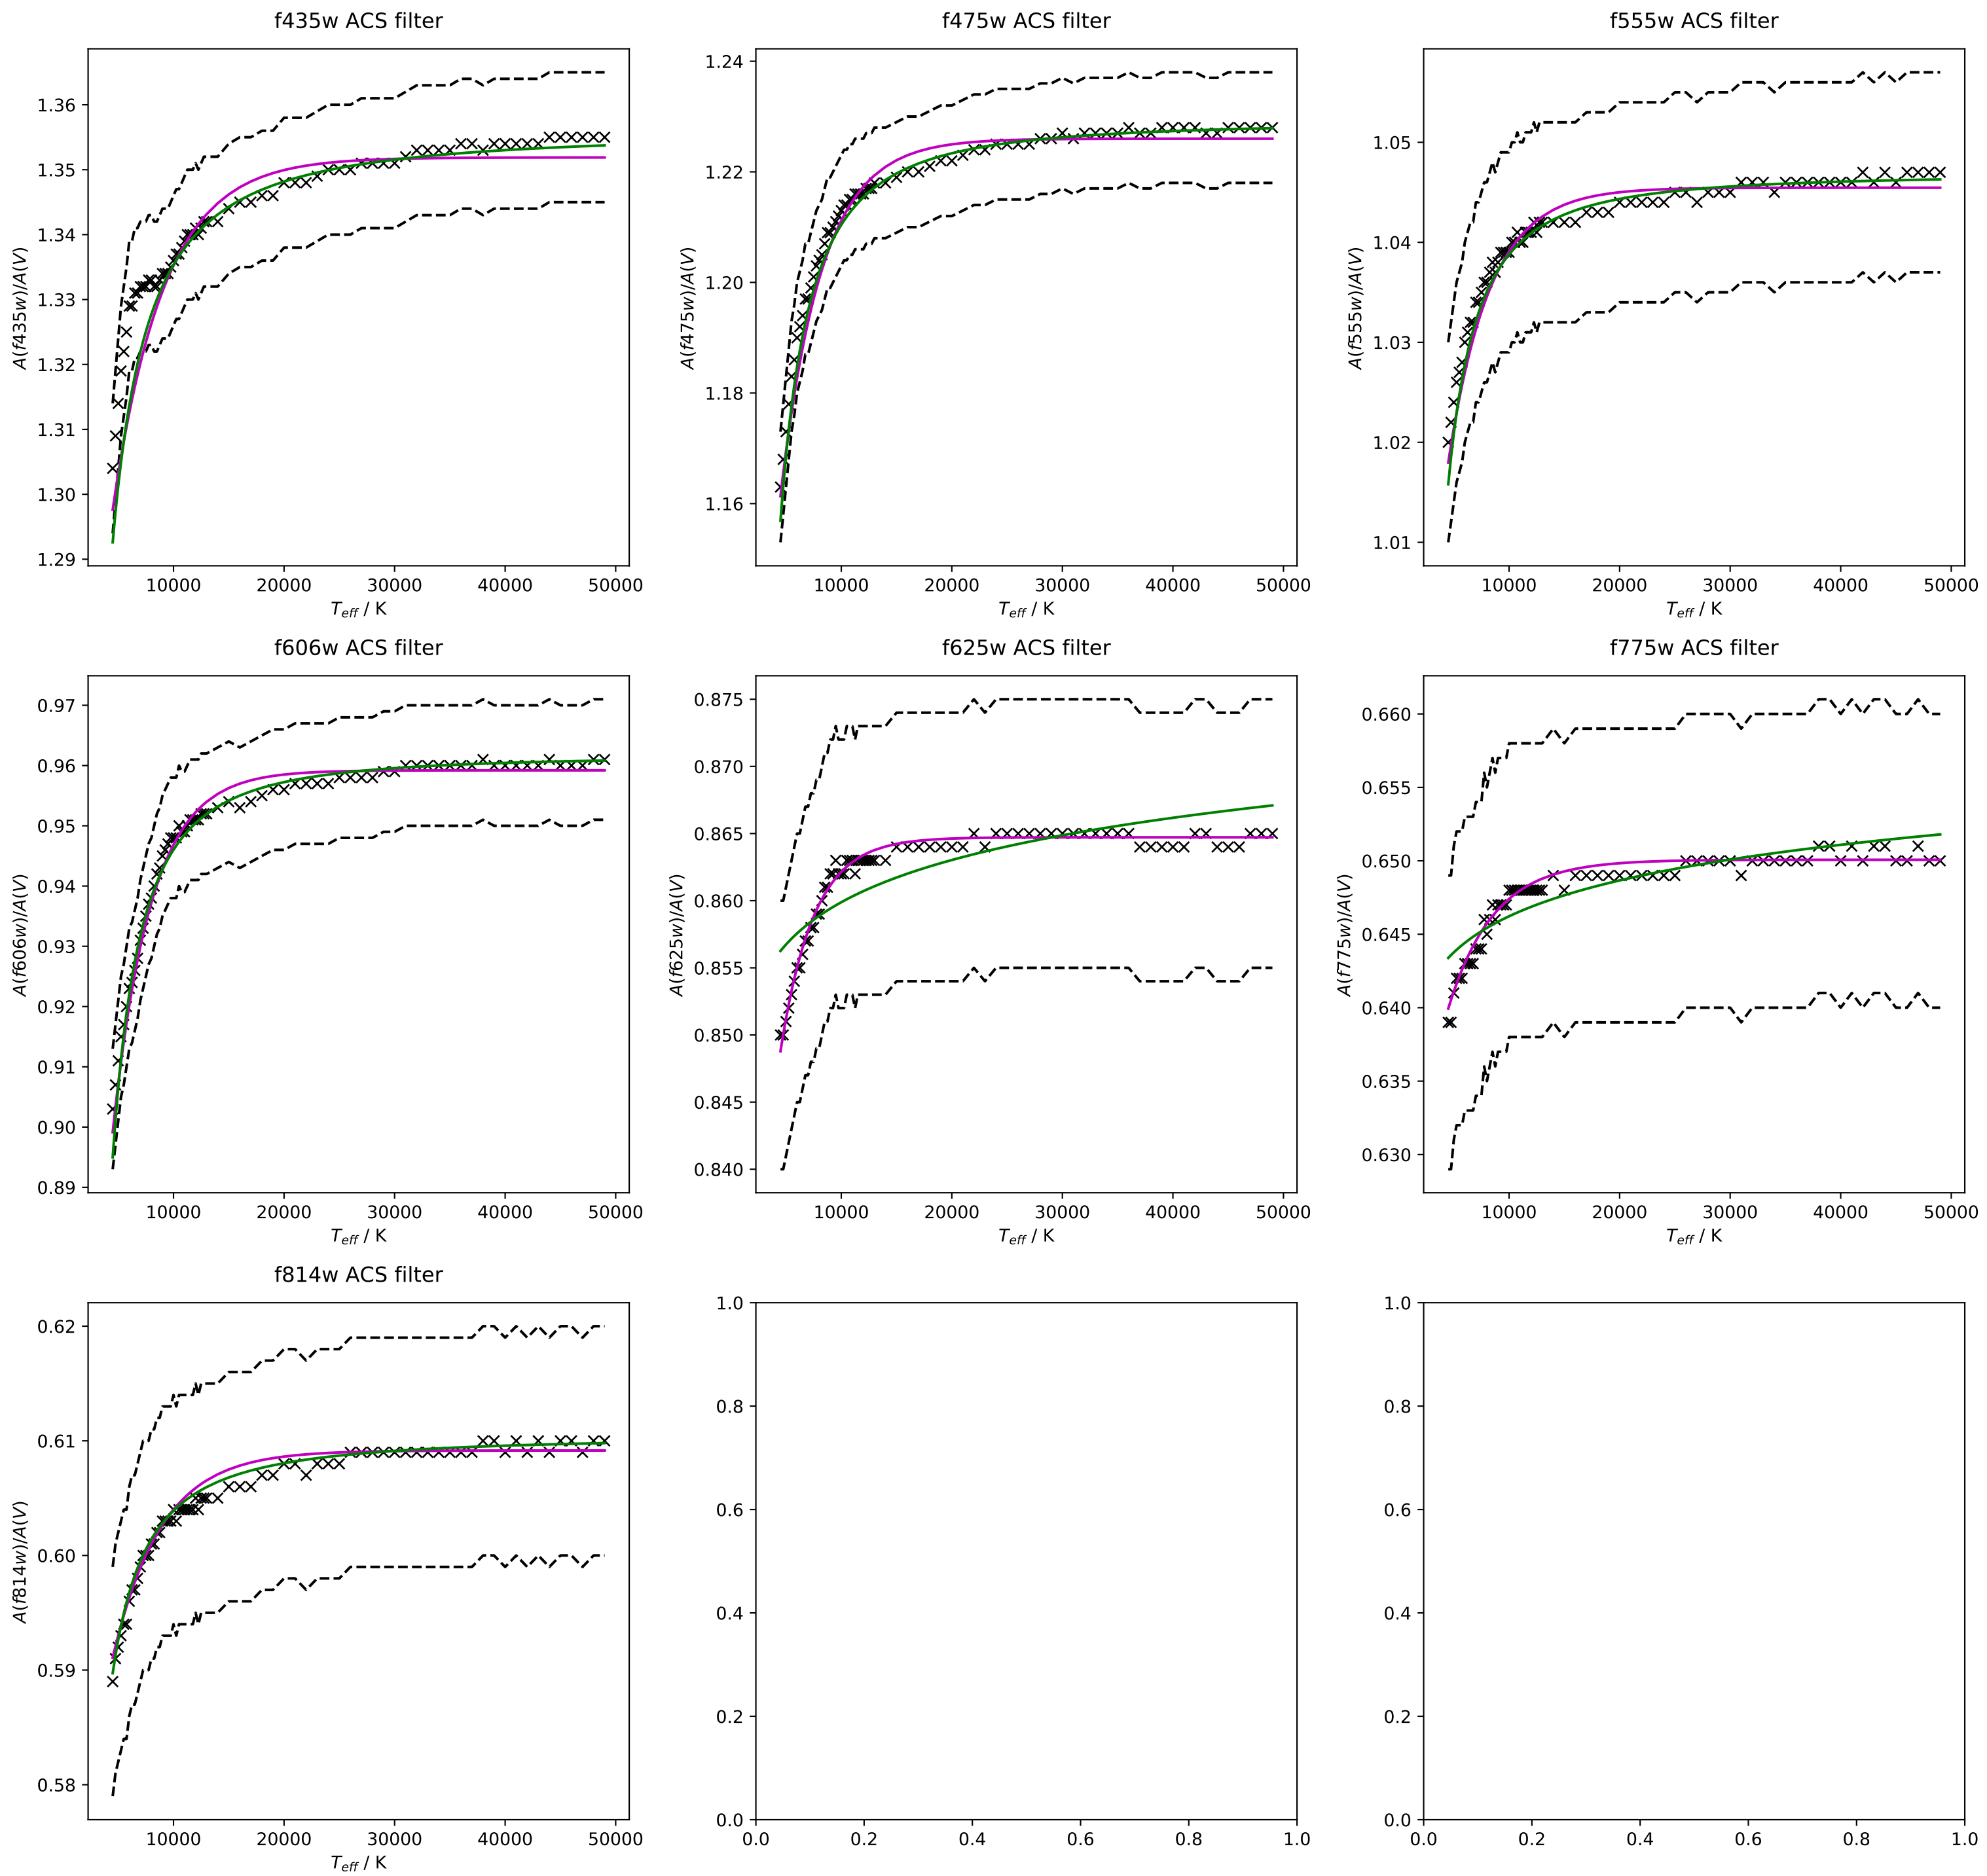 f435w ACS filter
f475w ACS filter
f555w ACS filter
1.36
1.35
1.34
1.33
1.32
1.31
1.30
1.29
A(f435w)/A(V)
10000 20000 30000 40000 50000
T_eff / K
1.24
1.22
1.20
1.18
1.16
A(f475w)/A(V)
10000 20000 30000 40000 50000
T_eff / K
1.05
1.04
1.03
1.02
1.01
A(f555w)/A(V)
10000 20000 30000 40000 50000
T_eff / K
f606w ACS filter
f625w ACS filter
f775w ACS filter
0.97
0.96
0.95
0.94
0.93
0.92
0.91
0.90
0.89
A(f606w)/A(V)
10000 20000 30000 40000 50000
T_eff / K
0.875
0.870
0.865
0.860
0.855
0.850
0.845
0.840
A(f625w)/A(V)
10000 20000 30000 40000 50000
T_eff / K
0.660
0.655
0.650
0.645
0.640
0.635
0.630
A(f775w)/A(V)
10000 20000 30000 40000 50000
T_eff / K
f814w ACS filter
0.62
0.61
0.60
0.59
0.58
A(f814w)/A(V)
10000 20000 30000 40000 50000
T_eff / K
1.0
0.8
0.6
0.4
0.2
0.0
0.0 0.2 0.4 0.6 0.8 1.0
1.0
0.8
0.6
0.4
0.2
0.0
0.0 0.2 0.4 0.6 0.8 1.0